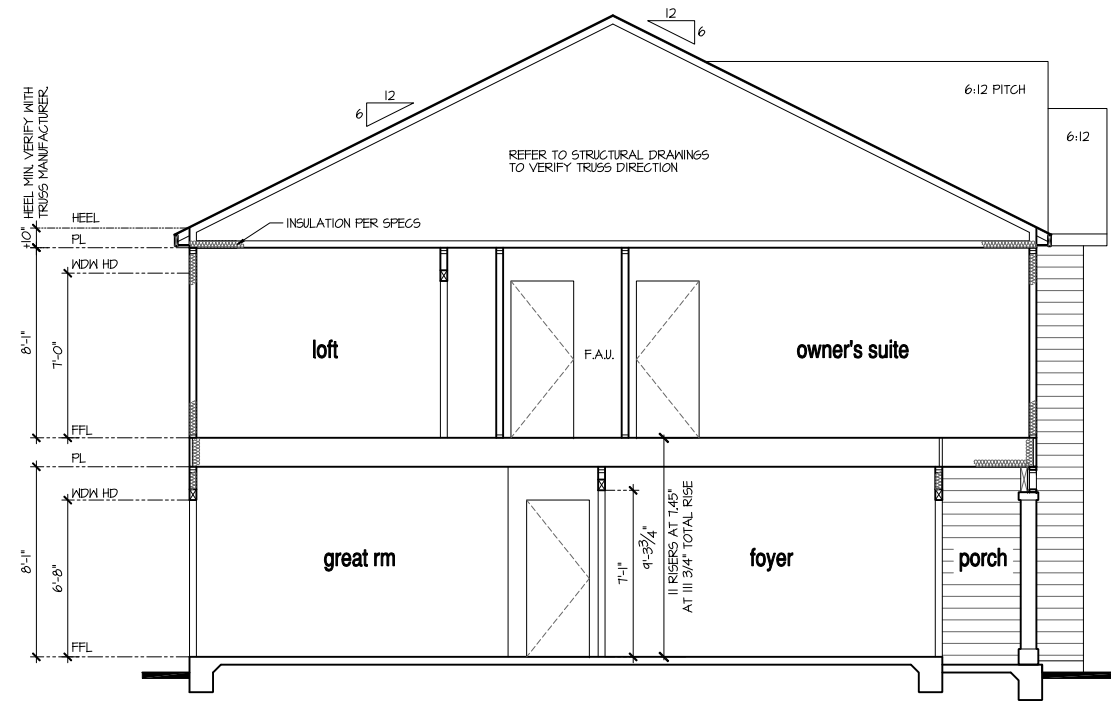 12
6
12
6
6:12 PITCH
6:12
REFER TO STRUCTURAL DRAWINGS
TO VERIFY TRUSS DIRECTION
±10" HEEL MIN. VERIFY WITH
TRUSS MANUFACTURER.
HEEL
INSULATION PER SPECS
PL
WDW HD
8'-1"
7'-0"
loft
F.A.U.
owner's suite
FFL
PL
WDW HD
8'-1"
6'-8"
great rm
7'-1"
9'-3 3/4"
11 RISERS AT 7.45"
AT 111 3/4" TOTAL RISE
foyer
porch
FFL